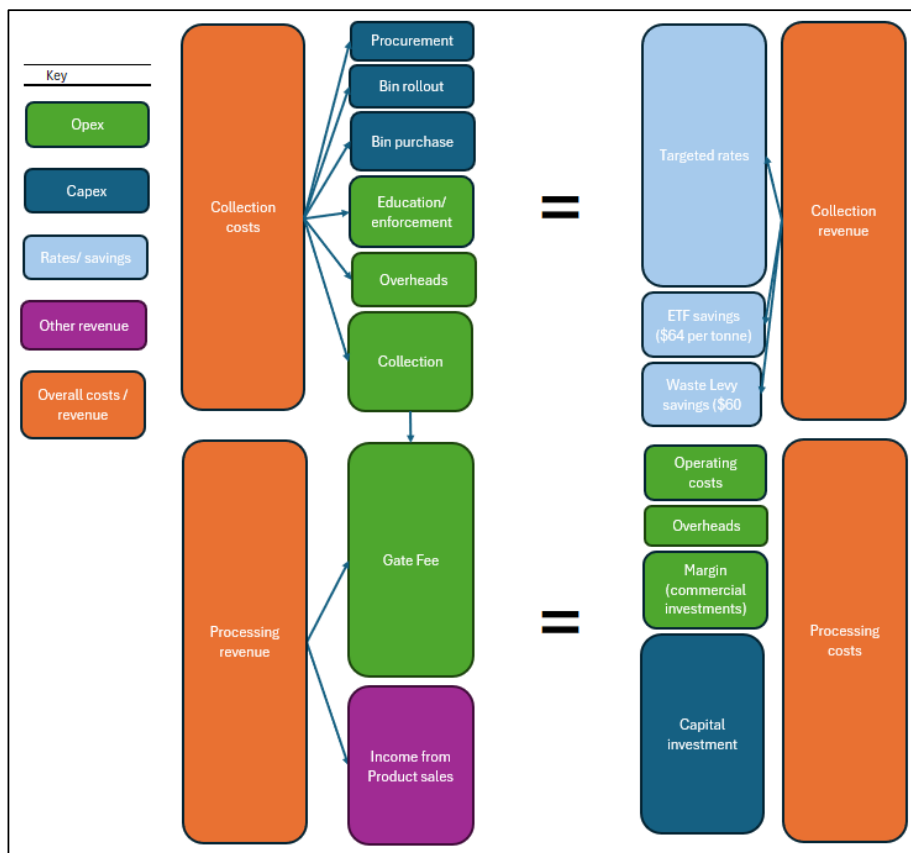 Key
Opex
Capex
Rates/ savings
Other revenue
Overall costs /
revenue
Collection
costs
Procurement
Bin rollout
Bin purchase
Education/
enforcement
Overheads
Collection
=
Targeted rates
ETF savings
($64 per tonne)
Waste Levy
savings ($60
Collection
revenue
Processing
revenue
Gate Fee
Income from
Product sales
=
Operating
costs
Overheads
Margin
(commercial
investments)
Capital
investment
Processing
costs